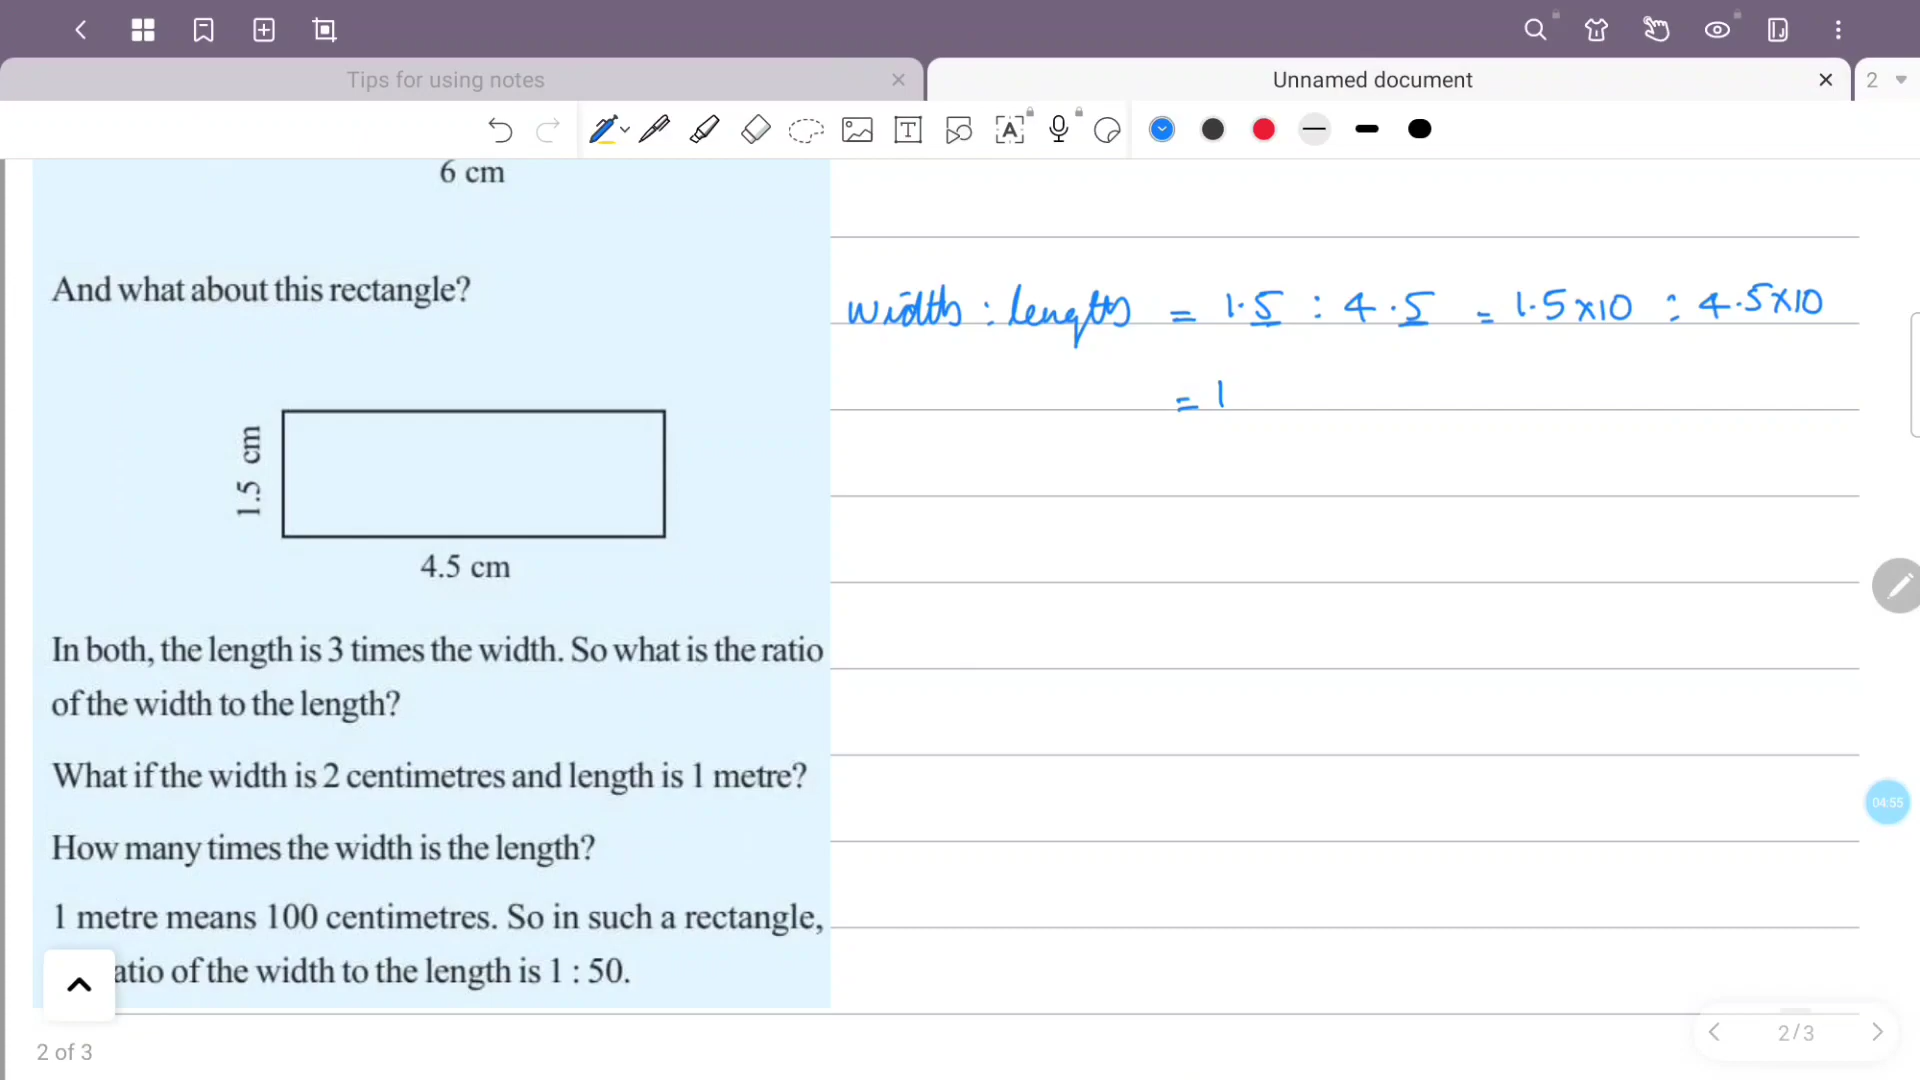 Tips for using notes
Unnamed document
2
6 cm
And what about this rectangle?
width : length = 1.5 : 4.5 = 1.5×10 : 4.5×10
= 1
1.5 cm
4.5 cm
In both, the length is 3 times the width. So what is the ratio
of the width to the length?
What if the width is 2 centimetres and length is 1 metre?
How many times the width is the length?
1 metre means 100 centimetres. So in such a rectangle,
atio of the width to the length is 1 : 50.
04:55
2 of 3
2/3